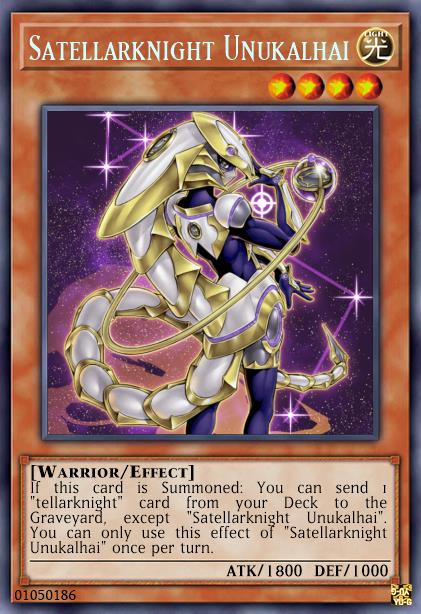 SATELLARKNIGHT UNUKALHAI
LIGHT
光
[WARRIOR/EFFECT]
If this card is Summoned: You can send 1
"tellarknight" card from your Deck to the
Graveyard, except "Satellarknight Unukalhai".
You can only use this effect of "Satellarknight
Unukalhai" once per turn.
ATK/1800 DEF/1000
01050186